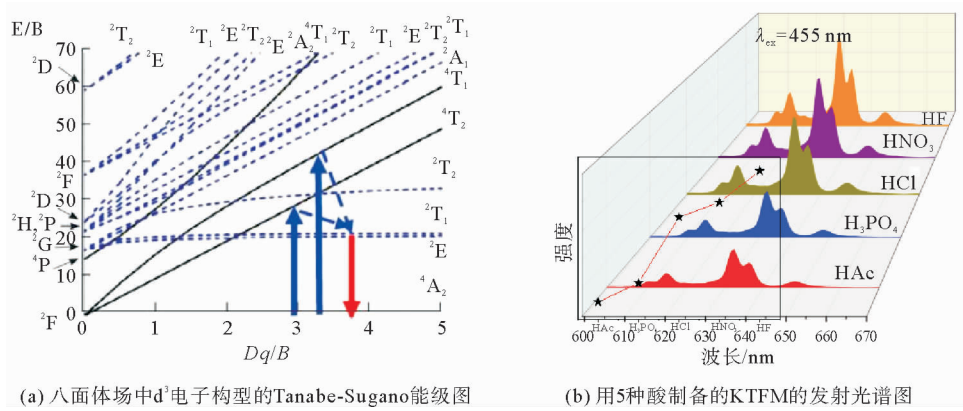 E/B
70
60
50
40
30
20
10
0
²D
²F
²D
²H,²P
²G
⁴P
²F
²T₂
²E
²T₁
²E²T₂
²E
²A₂
⁴T₁
²T₂
²T₁
²E
²T₂
²T₁
²A₁
⁴T₁
⁴T₂
²T₂
²T₁
²E
⁴A₂
0 1 2 3 4 5
Dq/B
(a) 八面体场中d³电子构型的Tanabe-Sugano能级图
λex=455 nm
HF
HNO₃
HCl
H₃PO₄
HAc
强度
HAc H₃PO₄ HCl HNO₃ HF
600 610 620 630 640 650 660 670
波长/nm
(b) 用5种酸制备的KTFM的发射光谱图